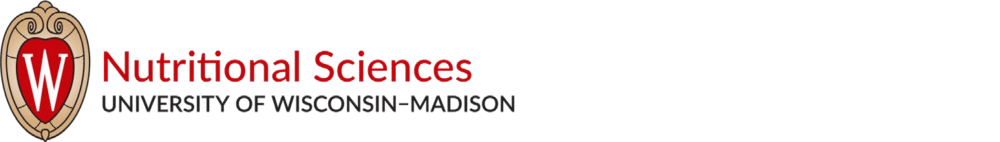 W
Nutritional Sciences
UNIVERSITY OF WISCONSIN–MADISON